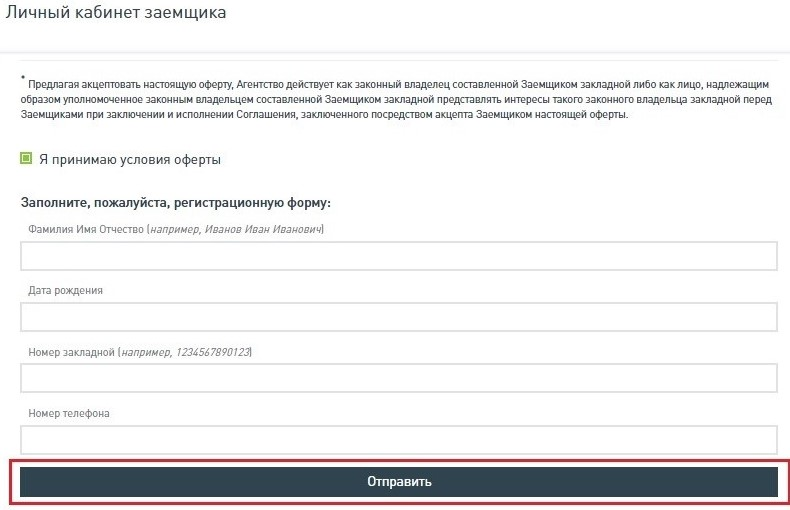 Личный кабинет заемщика
* Предлагая акцептовать настоящую оферту, Агентство действует как законный владелец составленной Заемщиком закладной либо как лицо, надлежащим
образом уполномоченное законным владельцем составленной Заемщиком закладной представлять интересы такого законного владельца закладной перед
Заемщиками при заключении и исполнении Соглашения, заключенного посредством акцепта Заемщиком настоящей оферты.
Я принимаю условия оферты
Заполните, пожалуйста, регистрационную форму:
Фамилия Имя Отчество (например, Иванов Иван Иванович)
Дата рождения
Номер закладной (например, 1234567890123)
Номер телефона
Отправить